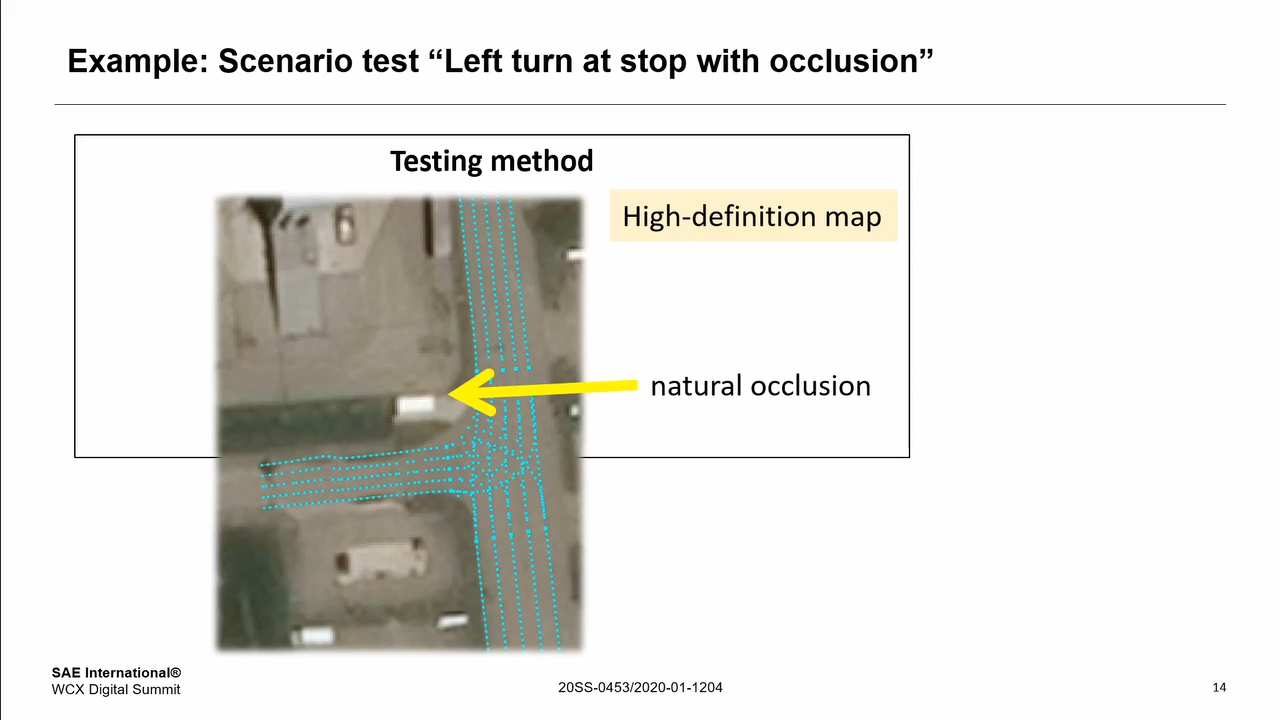 Example: Scenario test “Left turn at stop with occlusion”
Testing method
High-definition map
natural occlusion
SAE International®
WCX Digital Summit
20SS-0453/2020-01-1204
14